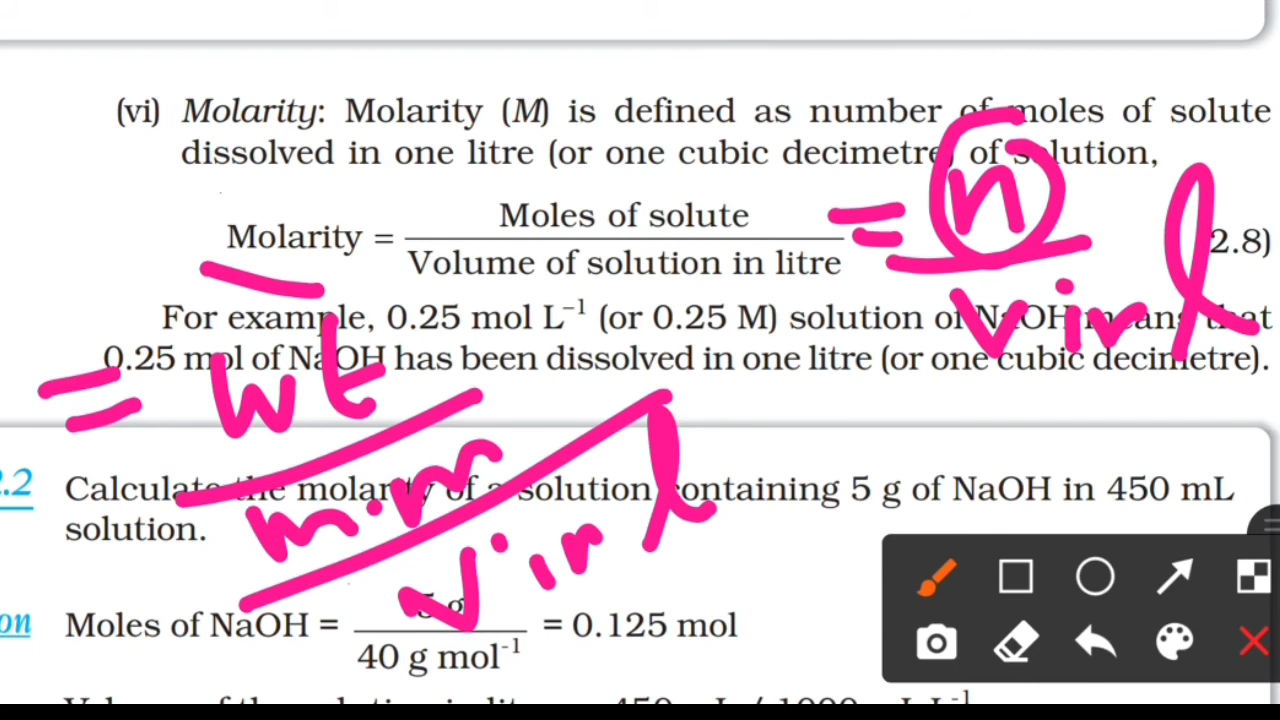 (vi) Molarity: Molarity (M) is defined as number of moles of solute
dissolved in one litre (or one cubic decimetre) of solution,
Molarity = Moles of solute / Volume of solution in litre = n / V in l (2.8)
For example, 0.25 mol L⁻¹ (or 0.25 M) solution of NaOH means that
0.25 mol of NaOH has been dissolved in one litre (or one cubic decimetre).
= wt / m.m / V in l
.2 Calculate the molarity of a solution containing 5 g of NaOH in 450 mL
solution.
on Moles of NaOH = 5 g / 40 g mol⁻¹ = 0.125 mol